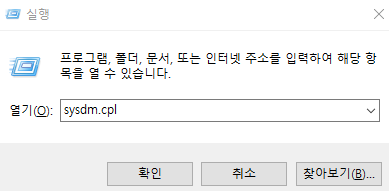 실행
프로그램, 폴더, 문서, 또는 인터넷 주소를 입력하여 해당 항
목을 열 수 있습니다.
열기(O): sysdm.cpl
확인 취소 찾아보기(B)...